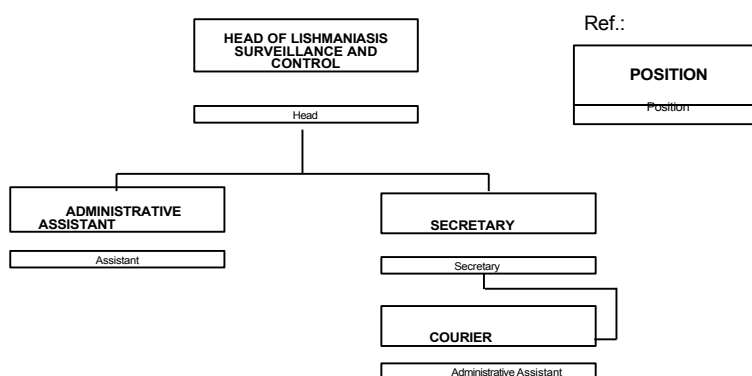 HEAD OF LISHMANIASIS
SURVEILLANCE AND
CONTROL
Head
Ref.:
POSITION
Position
ADMINISTRATIVE
ASSISTANT
Assistant
SECRETARY
Secretary
COURIER
Administrative Assistant